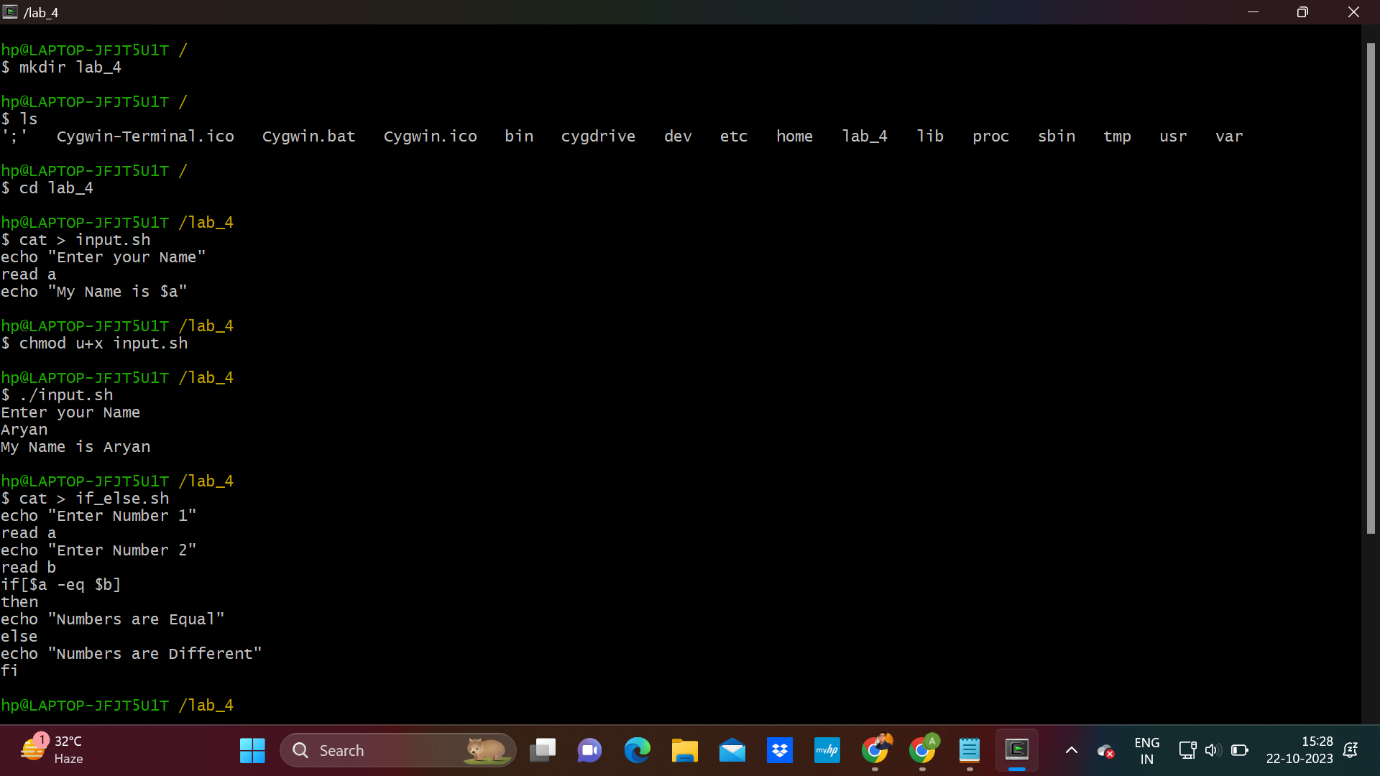 /lab_4
hp@LAPTOP-JFJT5U1T /
$ mkdir lab_4
hp@LAPTOP-JFJT5U1T /
$ ls
';' Cygwin-Terminal.ico Cygwin.bat Cygwin.ico bin cygdrive dev etc home lab_4 lib proc sbin tmp usr var
hp@LAPTOP-JFJT5U1T /
$ cd lab_4
hp@LAPTOP-JFJT5U1T /lab_4
$ cat > input.sh
echo "Enter your Name"
read a
echo "My Name is $a"
hp@LAPTOP-JFJT5U1T /lab_4
$ chmod u+x input.sh
hp@LAPTOP-JFJT5U1T /lab_4
$ ./input.sh
Enter your Name
Aryan
My Name is Aryan
hp@LAPTOP-JFJT5U1T /lab_4
$ cat > if_else.sh
echo "Enter Number 1"
read a
echo "Enter Number 2"
read b
if[$a -eq $b]
then
echo "Numbers are Equal"
else
echo "Numbers are Different"
fi
hp@LAPTOP-JFJT5U1T /lab_4
1
32°C
Haze
Search
myhp
A
ENG
IN
15:28
22-10-2023